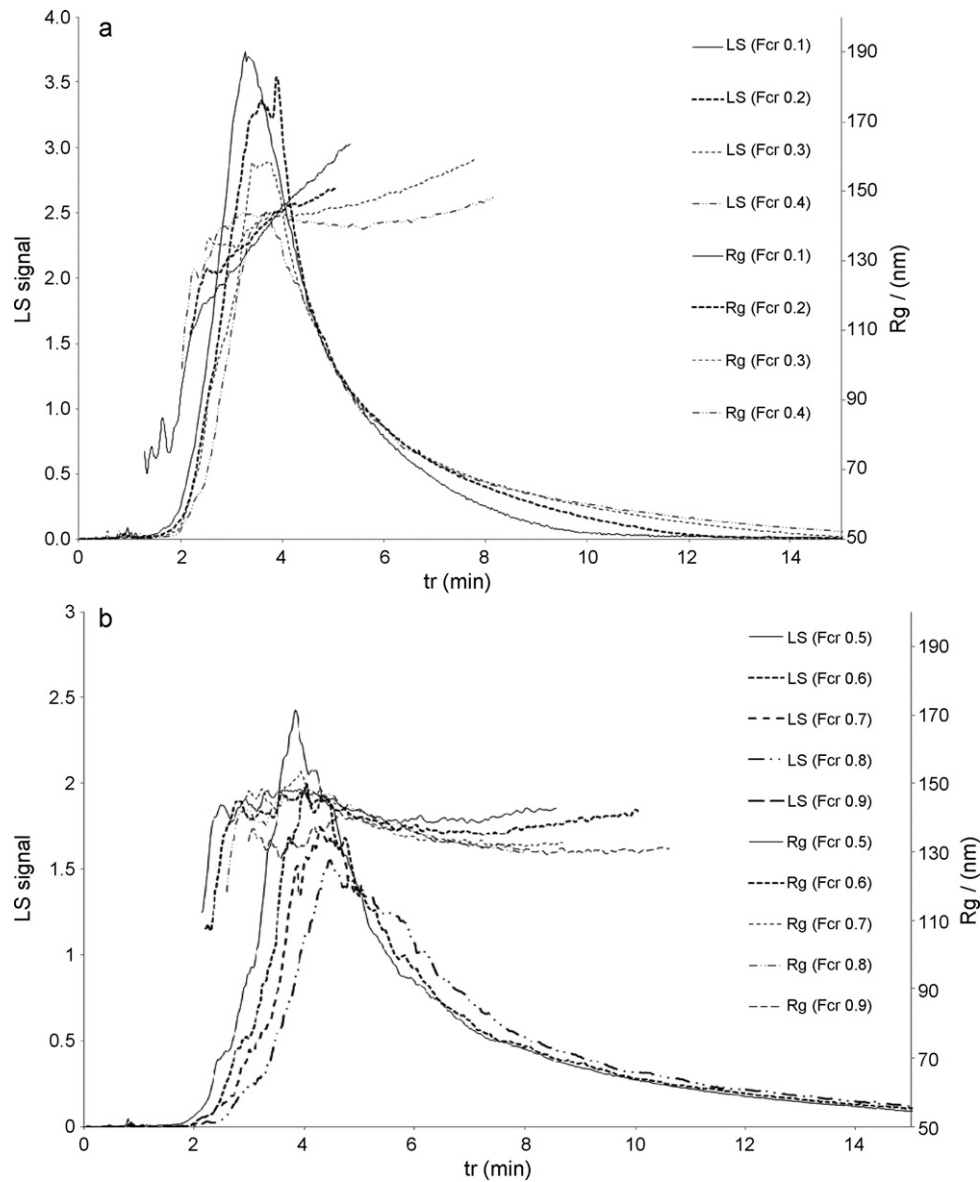 a
LS signal
4.0
3.5
3.0
2.5
2.0
1.5
1.0
0.5
0.0
0 2 4 6 8 10 12 14
tr (min)
190
170
150
130
110
90
70
50
Rg / (nm)
LS (Fcr 0.1)
LS (Fcr 0.2)
LS (Fcr 0.3)
LS (Fcr 0.4)
Rg (Fcr 0.1)
Rg (Fcr 0.2)
Rg (Fcr 0.3)
Rg (Fcr 0.4)
b
LS signal
3
2.5
2
1.5
1
0.5
0
0 2 4 6 8 10 12 14
tr (min)
190
170
150
130
110
90
70
50
Rg / (nm)
LS (Fcr 0.5)
LS (Fcr 0.6)
LS (Fcr 0.7)
LS (Fcr 0.8)
LS (Fcr 0.9)
Rg (Fcr 0.5)
Rg (Fcr 0.6)
Rg (Fcr 0.7)
Rg (Fcr 0.8)
Rg (Fcr 0.9)